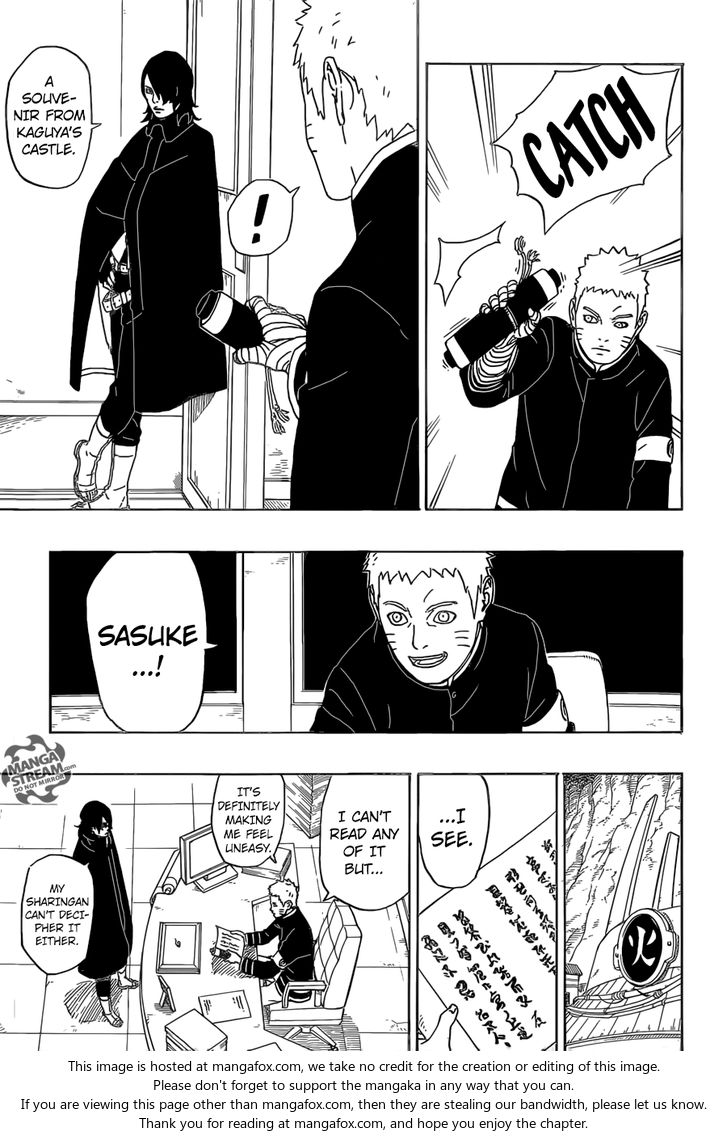 CATCH
!
A
SOUVE-
NIR FROM
KAGUYA'S
CASTLE.
SASUKE
...!
MANGA
STREAM.com
DO NOT MIRROR
火
...I
SEE.
I CAN'T
READ ANY
OF IT
BUT...
IT'S
DEFINITELY
MAKING
ME FEEL
UNEASY.
MY
SHARINGAN
CAN'T DECI-
PHER IT
EITHER.
This image is hosted at mangafox.com, we take no credit for the creation or editing of this image.
Please don't forget to support the mangaka in any way that you can.
If you are viewing this page other than mangafox.com, then they are stealing our bandwidth, please let us know.
Thank you for reading at mangafox.com, and hope you enjoy the chapter.